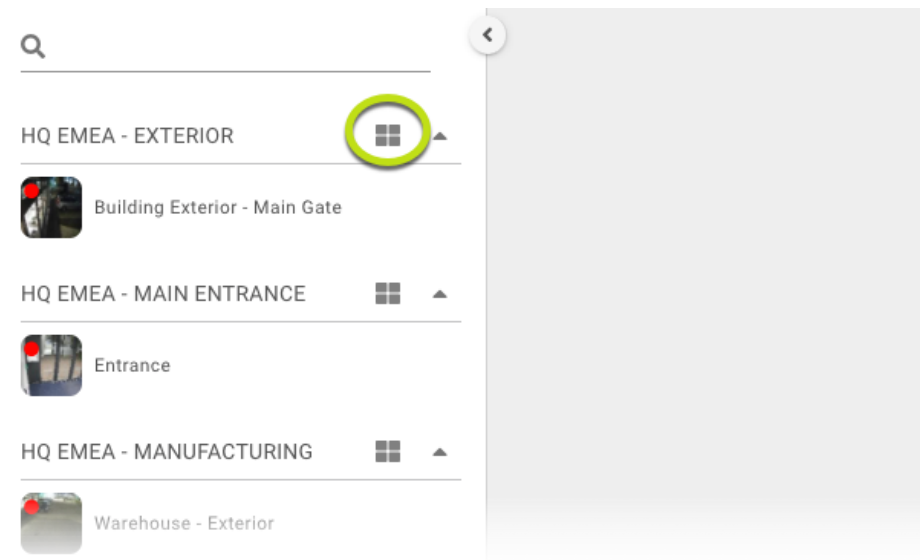 HQ EMEA - EXTERIOR
Building Exterior - Main Gate
HQ EMEA - MAIN ENTRANCE
Entrance
HQ EMEA - MANUFACTURING
Warehouse - Exterior